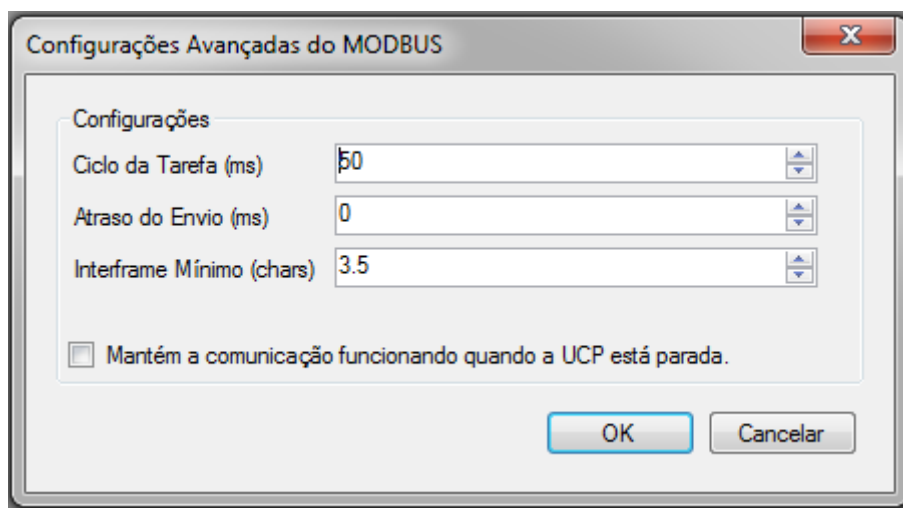 Configurações Avançadas do MODBUS
Configurações
Ciclo da Tarefa (ms) 50
Atraso do Envio (ms) 0
Interframe Mínimo (chars) 3.5
Mantém a comunicação funcionando quando a UCP está parada.
OK Cancelar